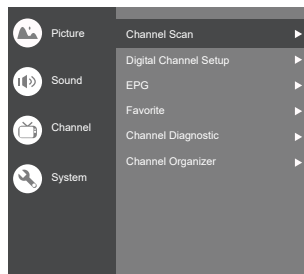 Picture
Sound
Channel
System
Channel Scan
Digital Channel Setup
EPG
Favorite
Channel Diagnostic
Channel Organizer